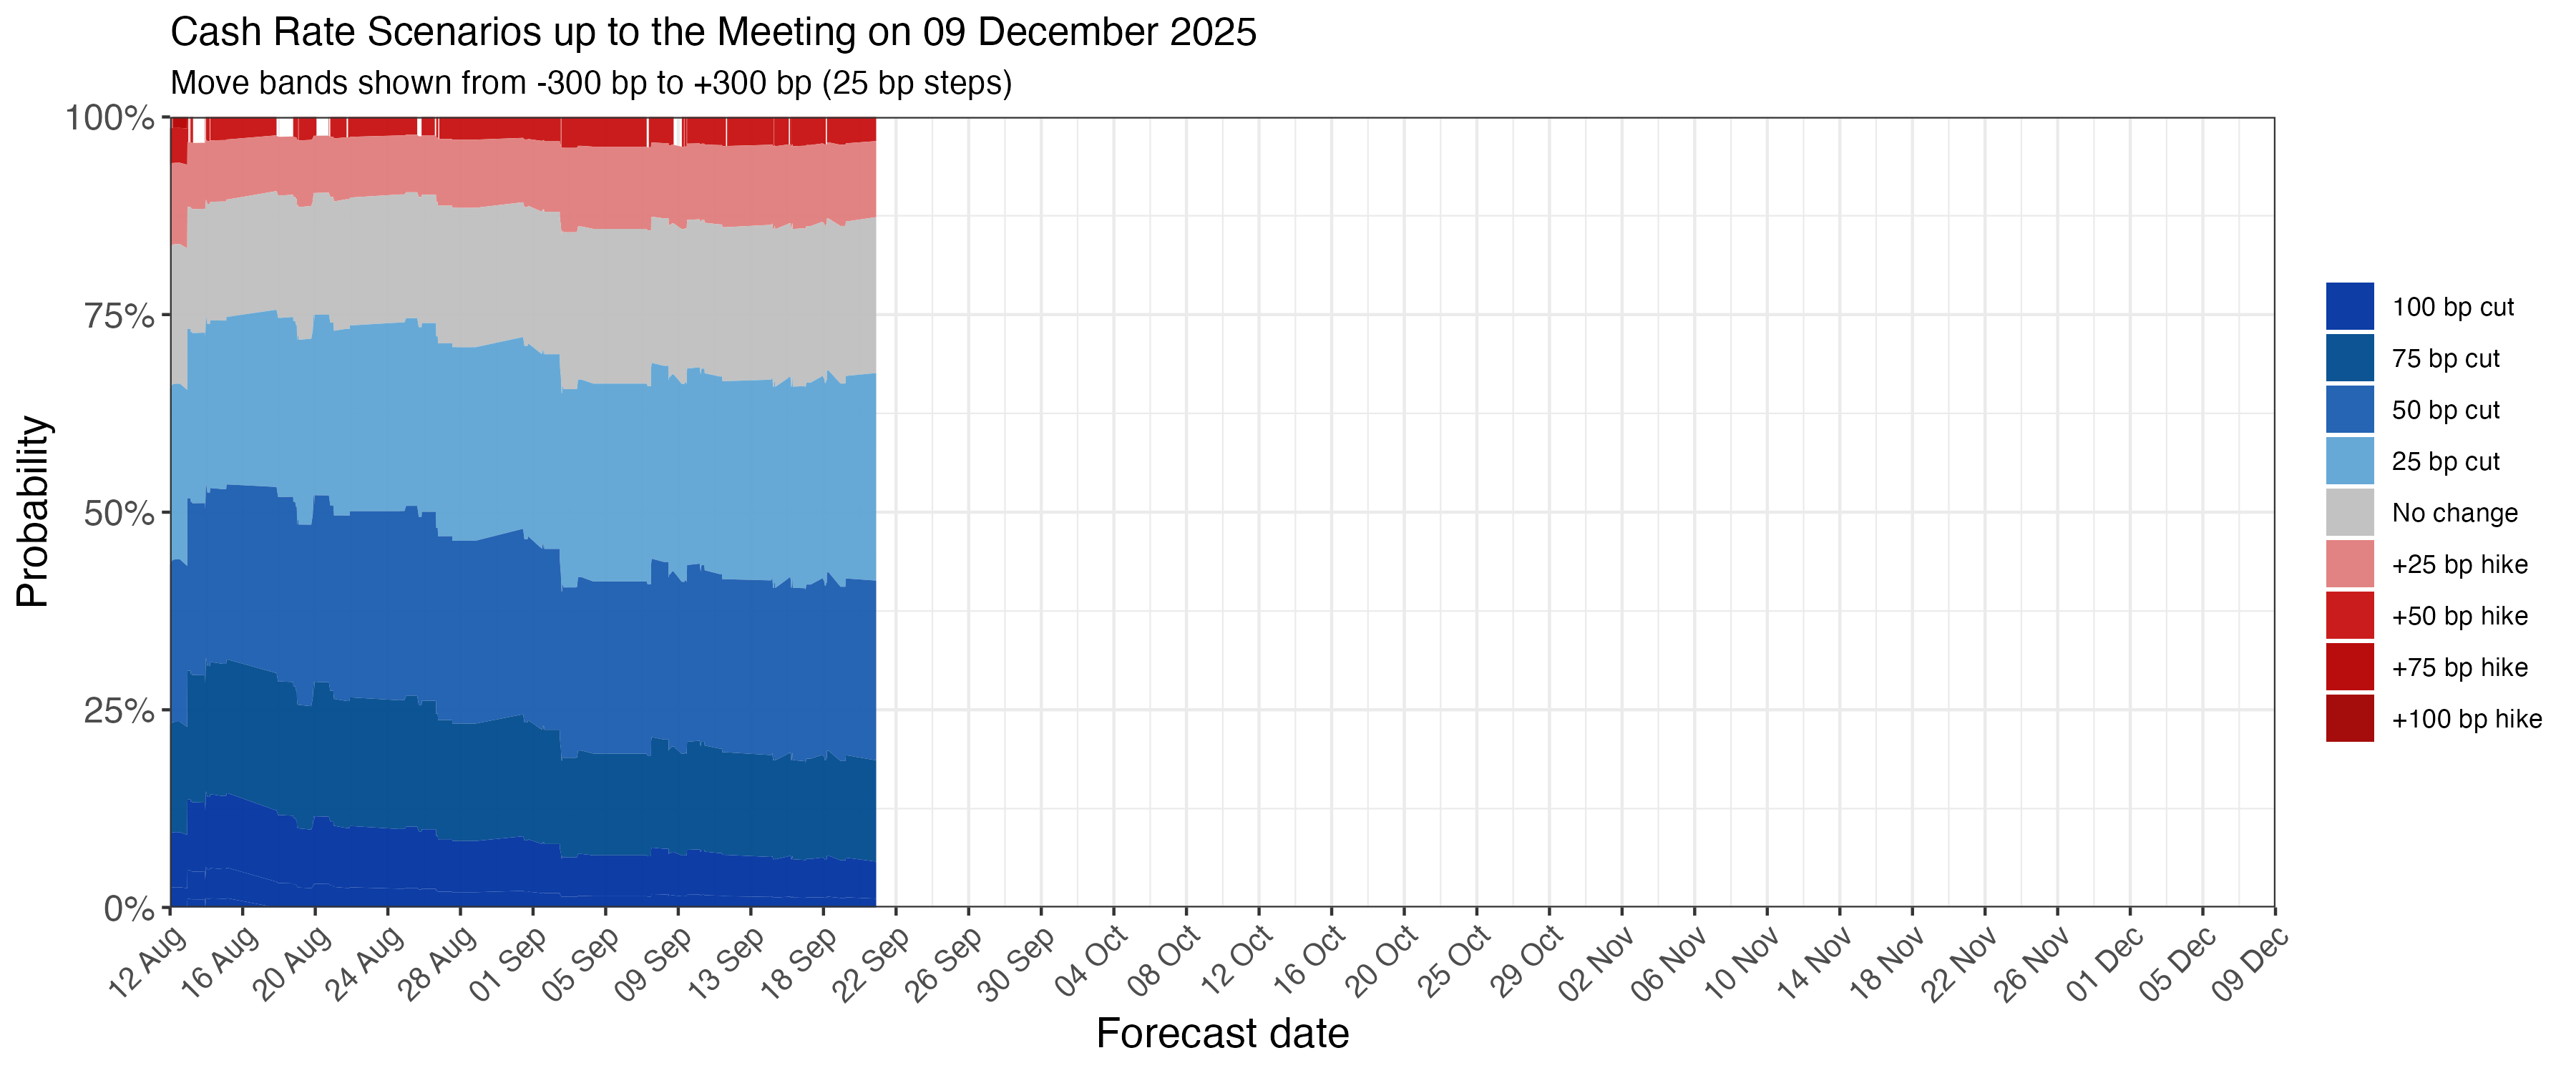 Cash Rate Scenarios up to the Meeting on 09 December 2025
Move bands shown from -300 bp to +300 bp (25 bp steps)
Probability
100%
75%
50%
25%
0%
12 Aug
16 Aug
20 Aug
24 Aug
28 Aug
01 Sep
05 Sep
09 Sep
13 Sep
18 Sep
22 Sep
26 Sep
30 Sep
04 Oct
08 Oct
12 Oct
16 Oct
20 Oct
25 Oct
29 Oct
02 Nov
06 Nov
10 Nov
14 Nov
18 Nov
22 Nov
26 Nov
01 Dec
05 Dec
09 Dec
Forecast date
100 bp cut
75 bp cut
50 bp cut
25 bp cut
No change
+25 bp hike
+50 bp hike
+75 bp hike
+100 bp hike